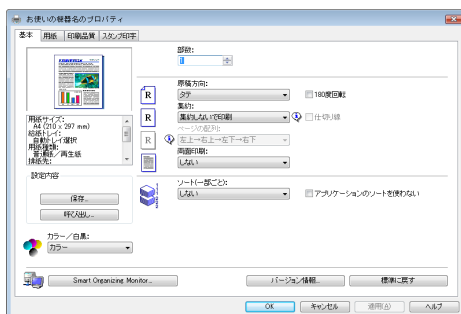 お使いの機器名のプロパティ
基本 用紙 印刷品質 スタンプ印字
部数:
1
原稿方向:
タテ
180度回転
集約:
集約しないで印刷
仕切り線
ページの配列:
左上→右上→左下→右下
両面印刷:
しない
用紙サイズ:
A4 (210 x 297 mm)
給紙トレイ:
自動トレイ選択
用紙種類:
普通紙/再生紙
排紙先:
設定内容
保存...
呼び出し...
ソート(一部ごと):
しない
アプリケーションのソートを使わない
カラー/白黒:
カラー
Smart Organizing Monitor...
バージョン情報...
標準に戻す
OK
キャンセル
適用(A)
ヘルプ
R
R
R